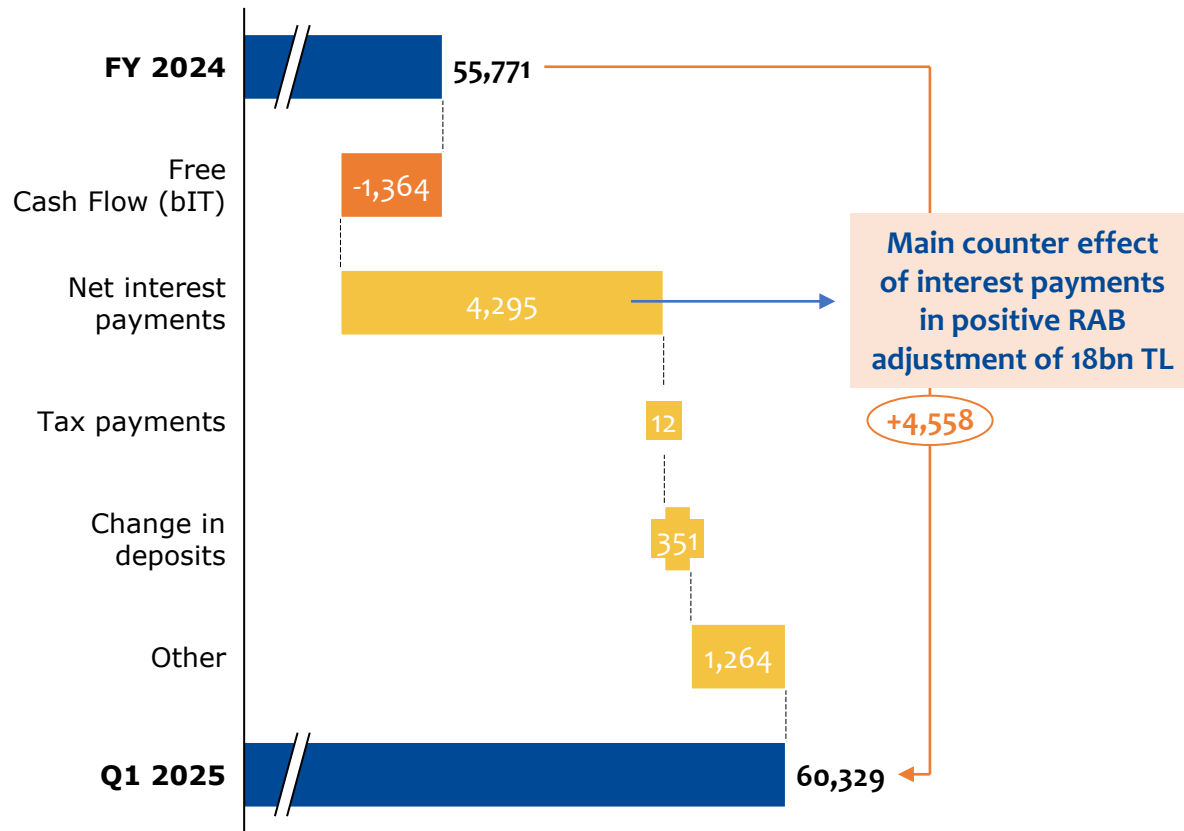 FY 2024
55,771
Free
Cash Flow (bIT)
-1,364
Net interest
payments
4,295
Main counter effect
of interest payments
in positive RAB
adjustment of 18bn TL
Tax payments
12
+4,558
Change in
deposits
351
Other
1,264
Q1 2025
60,329